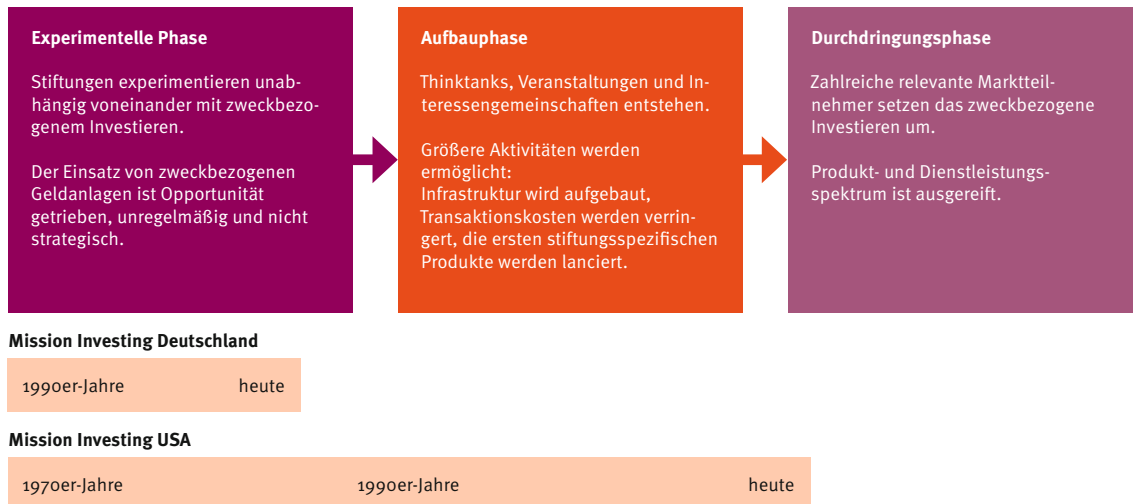 Experimentelle Phase
Stiftungen experimentieren unab-
hängig voneinander mit zweckbezo-
genem Investieren.
Der Einsatz von zweckbezogenen
Geldanlagen ist Opportunität
getrieben, unregelmäßig und nicht
strategisch.
Aufbauphase
Thinktanks, Veranstaltungen und In-
teressengemeinschaften entstehen.
Größere Aktivitäten werden
ermöglicht:
Infrastruktur wird aufgebaut,
Transaktionskosten werden verrin-
gert, die ersten stiftungsspezifischen
Produkte werden lanciert.
Durchdringungsphase
Zahlreiche relevante Marktteil-
nehmer setzen das zweckbezogene
Investieren um.
Produkt- und Dienstleistungs-
spektrum ist ausgereift.
Mission Investing Deutschland
1990er-Jahre heute
Mission Investing USA
1970er-Jahre 1990er-Jahre heute